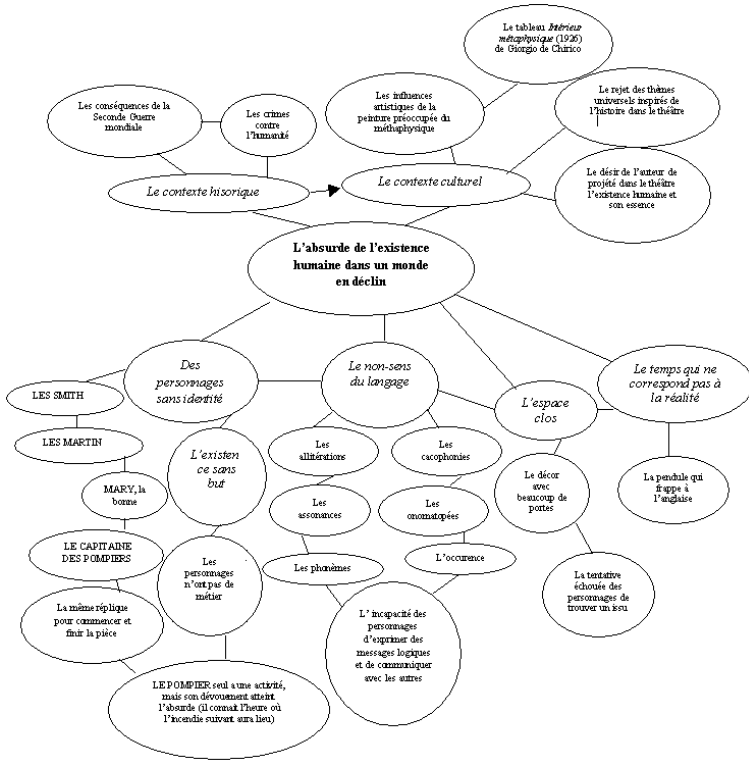 Le tableau Intérieur
métaphysique (1926)
de Giorgio de Chirico
Les conséquences de la
Seconde Guerre
mondiale
Les crimes
contre
l'humanité
Les influences
artistiques de la
peinture préoccupée du
méthaphysique
Le rejet des thèmes
universels inspirés de
l'histoire dans le théâtre
Le contexte hisorique
Le contexte culturel
Le désir de l'auteur de
projété dans le théâtre
l'existence humaine et
son essence
L'absurde de l'existence
humaine dans un monde
en déclin
Des
personnages
sans identité
Le non-sens
du langage
L'espace
clos
Le temps qui ne
correspond pas à
la réalité
LES SMITH
LES MARTIN
MARY, la
bonne
LE CAPITAINE
DES POMPIERS
La même réplique
pour commencer et
finir la pièce
L'existen
ce sans
but
Les
personnages
n'ont pas de
métier
LE POMPIER seul a une activité,
mais son dévouement atteint
l'absurde (il connait l'heure où
l'incendie suivant aura lieu)
Les
allitérations
Les
assonances
Les phonèmes
Les
cacophonies
Les
onomatopées
L'occurence
L' incapacité des
personnages
d'exprimer des
messages logiques
et de communiquer
avec les autres
Le décor
avec
beaucoup de
portes
La tentative
échouée des
personnages de
trouver un issu
La pendule qui
frappe à
l'anglaise